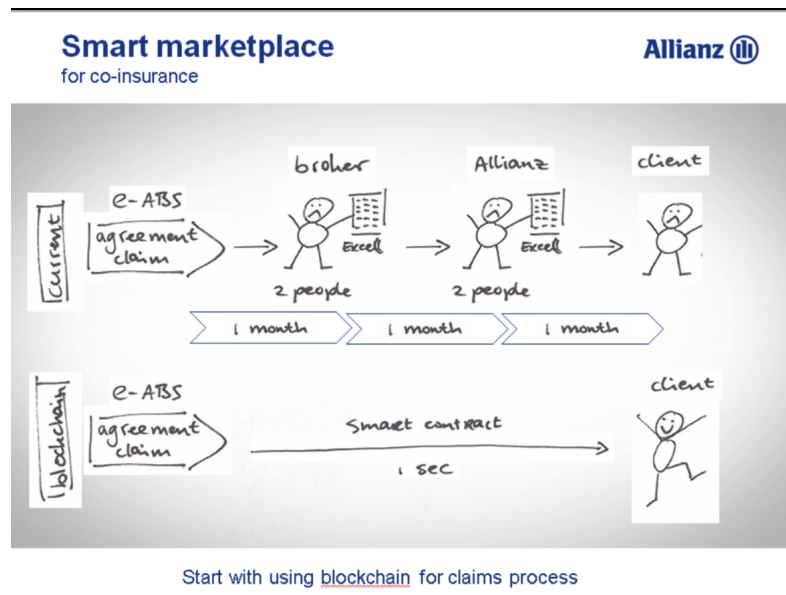 Smart marketplace
for co-insurance
Allianz
broker
Allianz
client
current
e-ABS
agreement
claim
Excell
Excell
2 people
2 people
1 month
1 month
1 month
blockchain
e-ABS
agreement
claim
smart contract
1 sec
client
Start with using blockchain for claims process